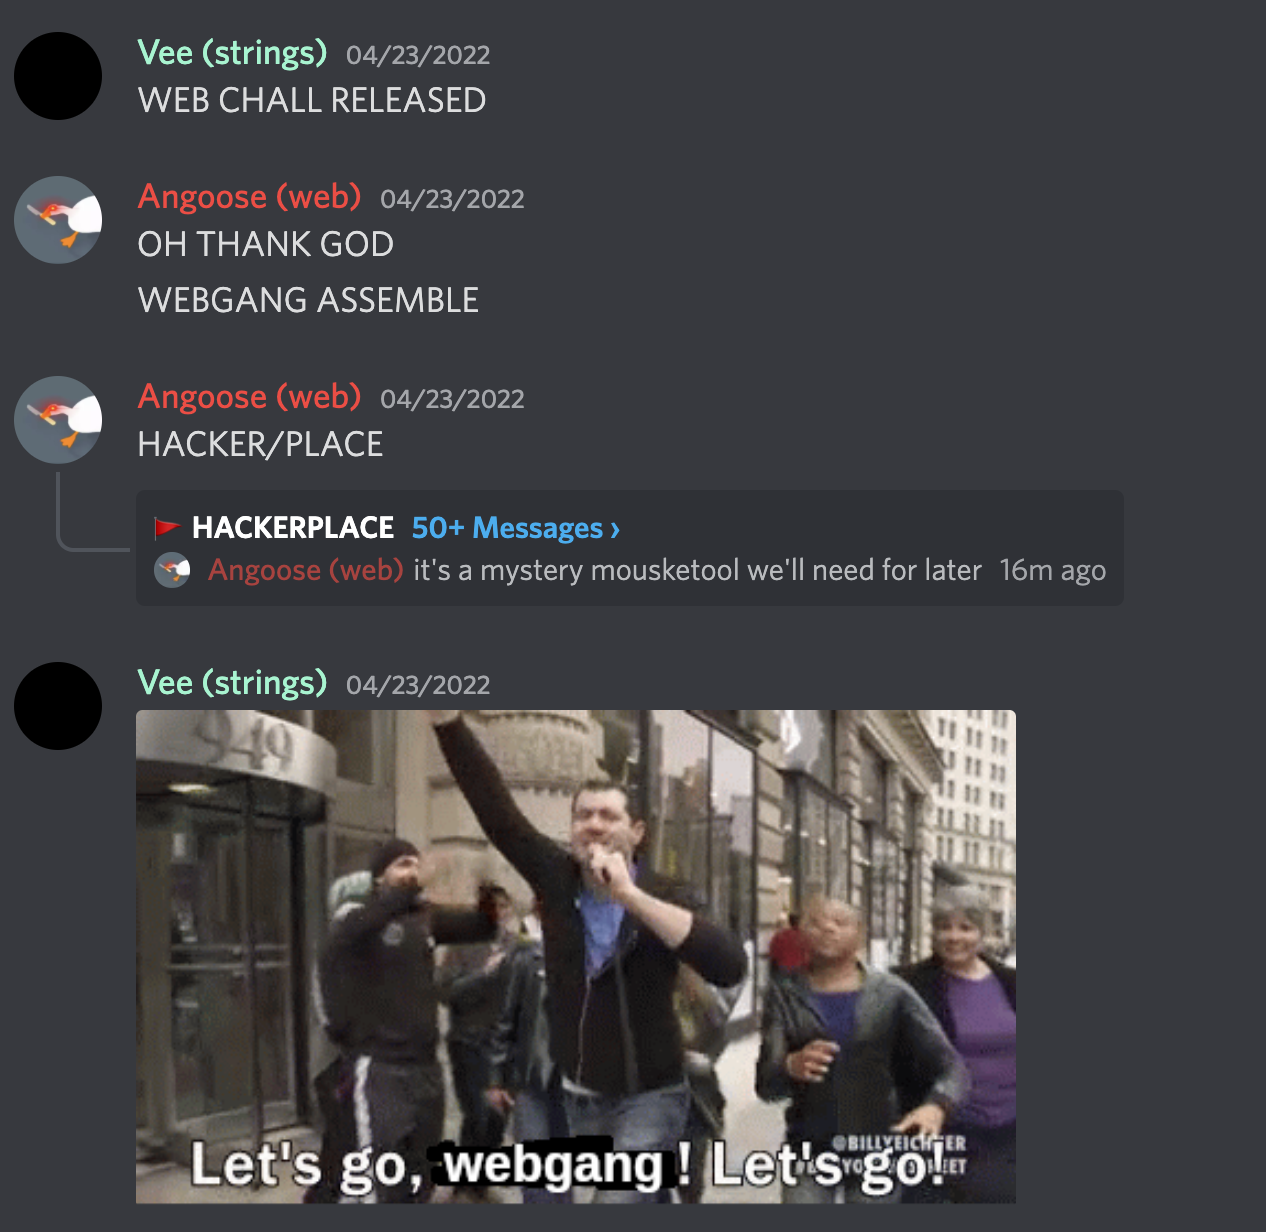 Vee (strings) 04/23/2022
WEB CHALL RELEASED
Angoose (web) 04/23/2022
OH THANK GOD
WEBGANG ASSEMBLE
Angoose (web) 04/23/2022
HACKER/PLACE
HACKERPLACE 50+ Messages ›
Angoose (web) it's a mystery mousketool we'll need for later 16m ago
Vee (strings) 04/23/2022
949
@BILLYEICHNER
Let's go, webgang! Let's go!